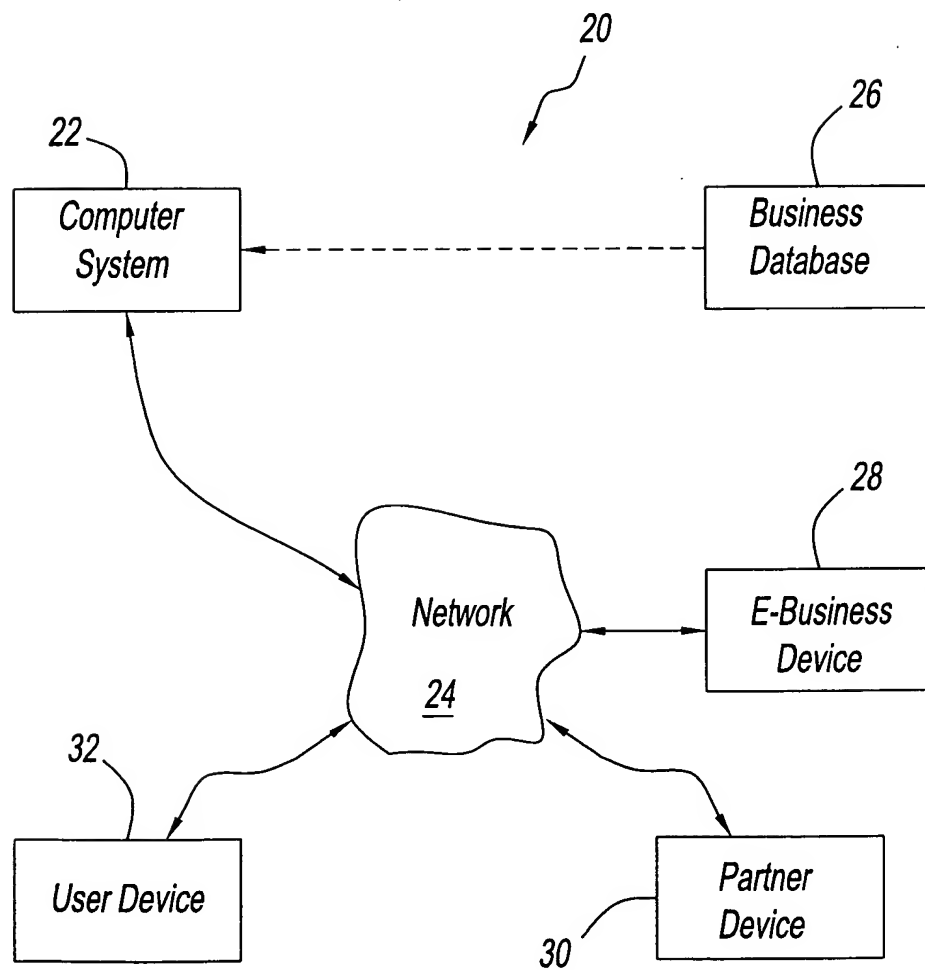 20
22
26
Computer
System
Business
Database
28
Network
24
E-Business
Device
32
User Device
Partner
Device
30